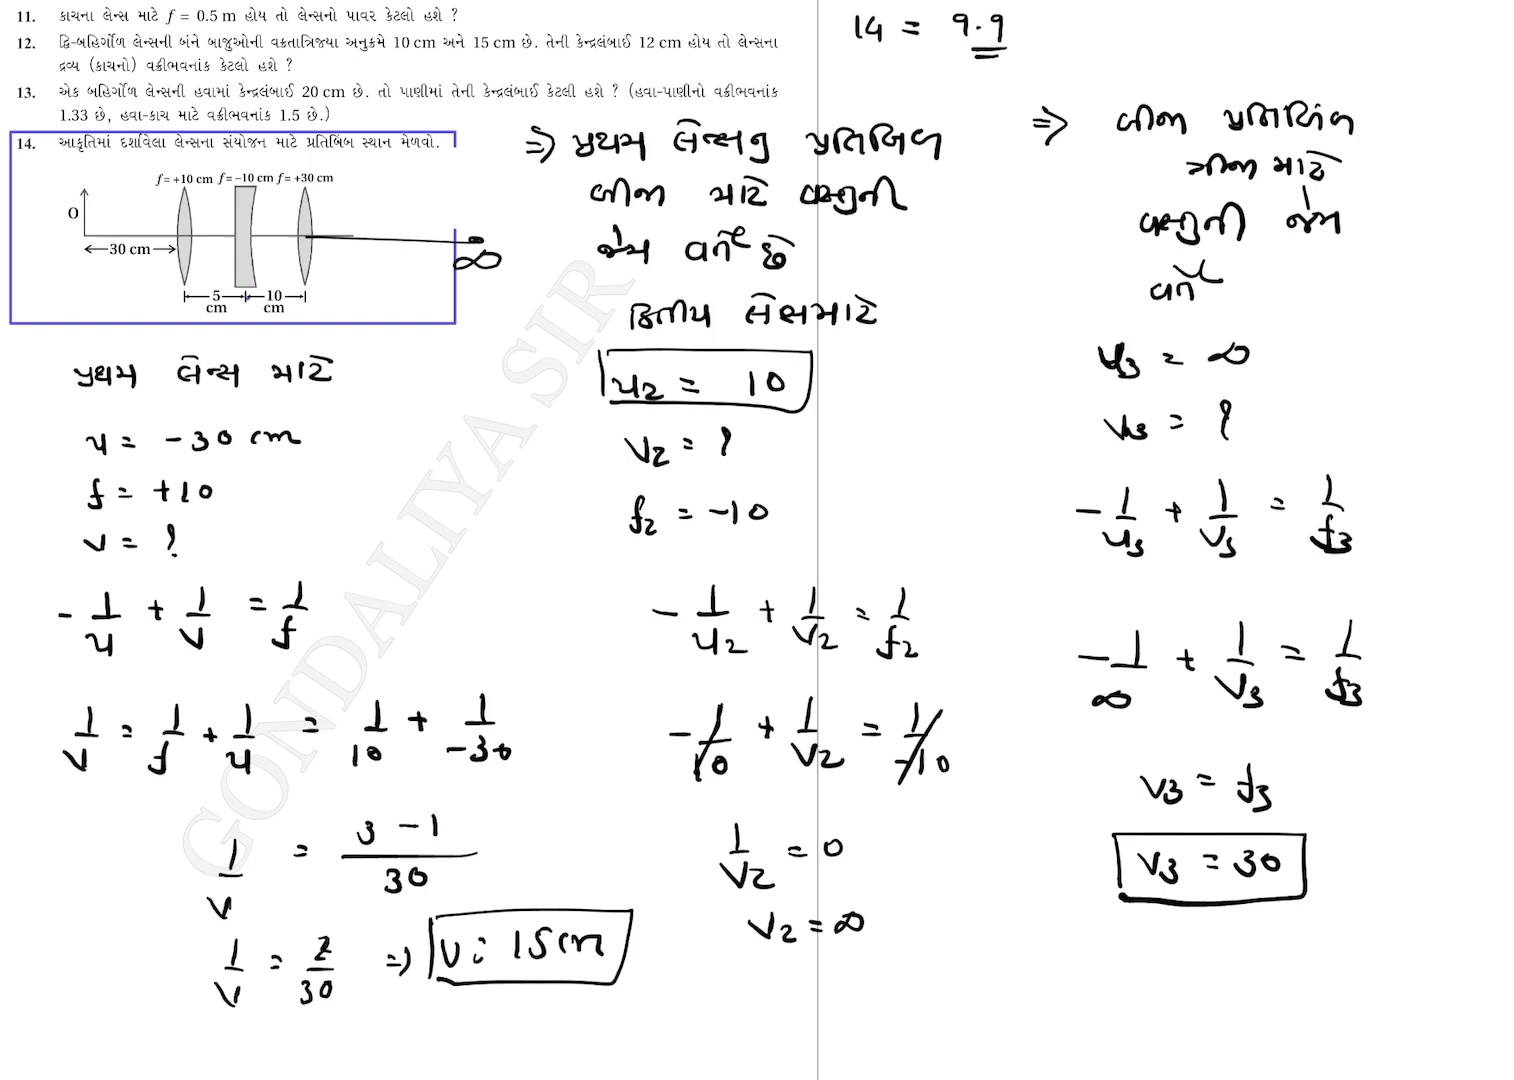 11. કાચના લેન્સ માટે f = 0.5 m હોય તો લેન્સનો પાવર કેટલો હશે ?
12. દ્વિ-બહિર્ગોળ લેન્સની બંને બાજુઓની વક્રતાત્રિજ્યા અનુક્રમે 10 cm અને 15 cm છે. તેની કેન્દ્રલંબાઈ 12 cm હોય તો લેન્સના
દ્રવ્ય (કાચનો) વક્રીભવનાંક કેટલો હશે ?
13. એક બહિર્ગોળ લેન્સની હવામાં કેન્દ્રલંબાઈ 20 cm છે. તો પાણીમાં તેની કેન્દ્રલંબાઈ કેટલી હશે ? (હવા-પાણીનો વક્રીભવનાંક
1.33 છે, હવા-કાચ માટે વક્રીભવનાંક 1.5 છે.)
14. આકૃતિમાં દર્શાવેલા લેન્સના સંયોજન માટે પ્રતિબિંબ સ્થાન મેળવો.
f = +10 cm f = −10 cm f = +30 cm
O
30 cm
∞
5 cm
10 cm
GONDALIYA SIR
પ્રથમ લેન્સ માટે
u = -30 cm
f = +10
v = ?
-1/u + 1/v = 1/f
1/v = 1/f + 1/u = 1/10 + 1/-30
1/v = 3-1/30
1/v = 2/30 ⇒ v = 15 cm
⇒ પ્રથમ લેન્સનુ પ્રતિબિંબ
બીજા માટે વસ્તુની
જેમ વર્તે છે
દ્વિતીય લેન્સ માટે
u2 = 10
v2 = ?
f2 = -10
-1/u2 + 1/v2 = 1/f2
-1/10 + 1/v2 = 1/-10
1/v2 = 0
v2 = ∞
14 = 9.9
⇒ બીજા પ્રતિબિંબ
ત્રીજા માટે
વસ્તુની જેમ
વર્તે
u3 = ∞
v3 = ?
-1/u3 + 1/v3 = 1/f3
-1/∞ + 1/v3 = 1/f3
v3 = f3
v3 = 30